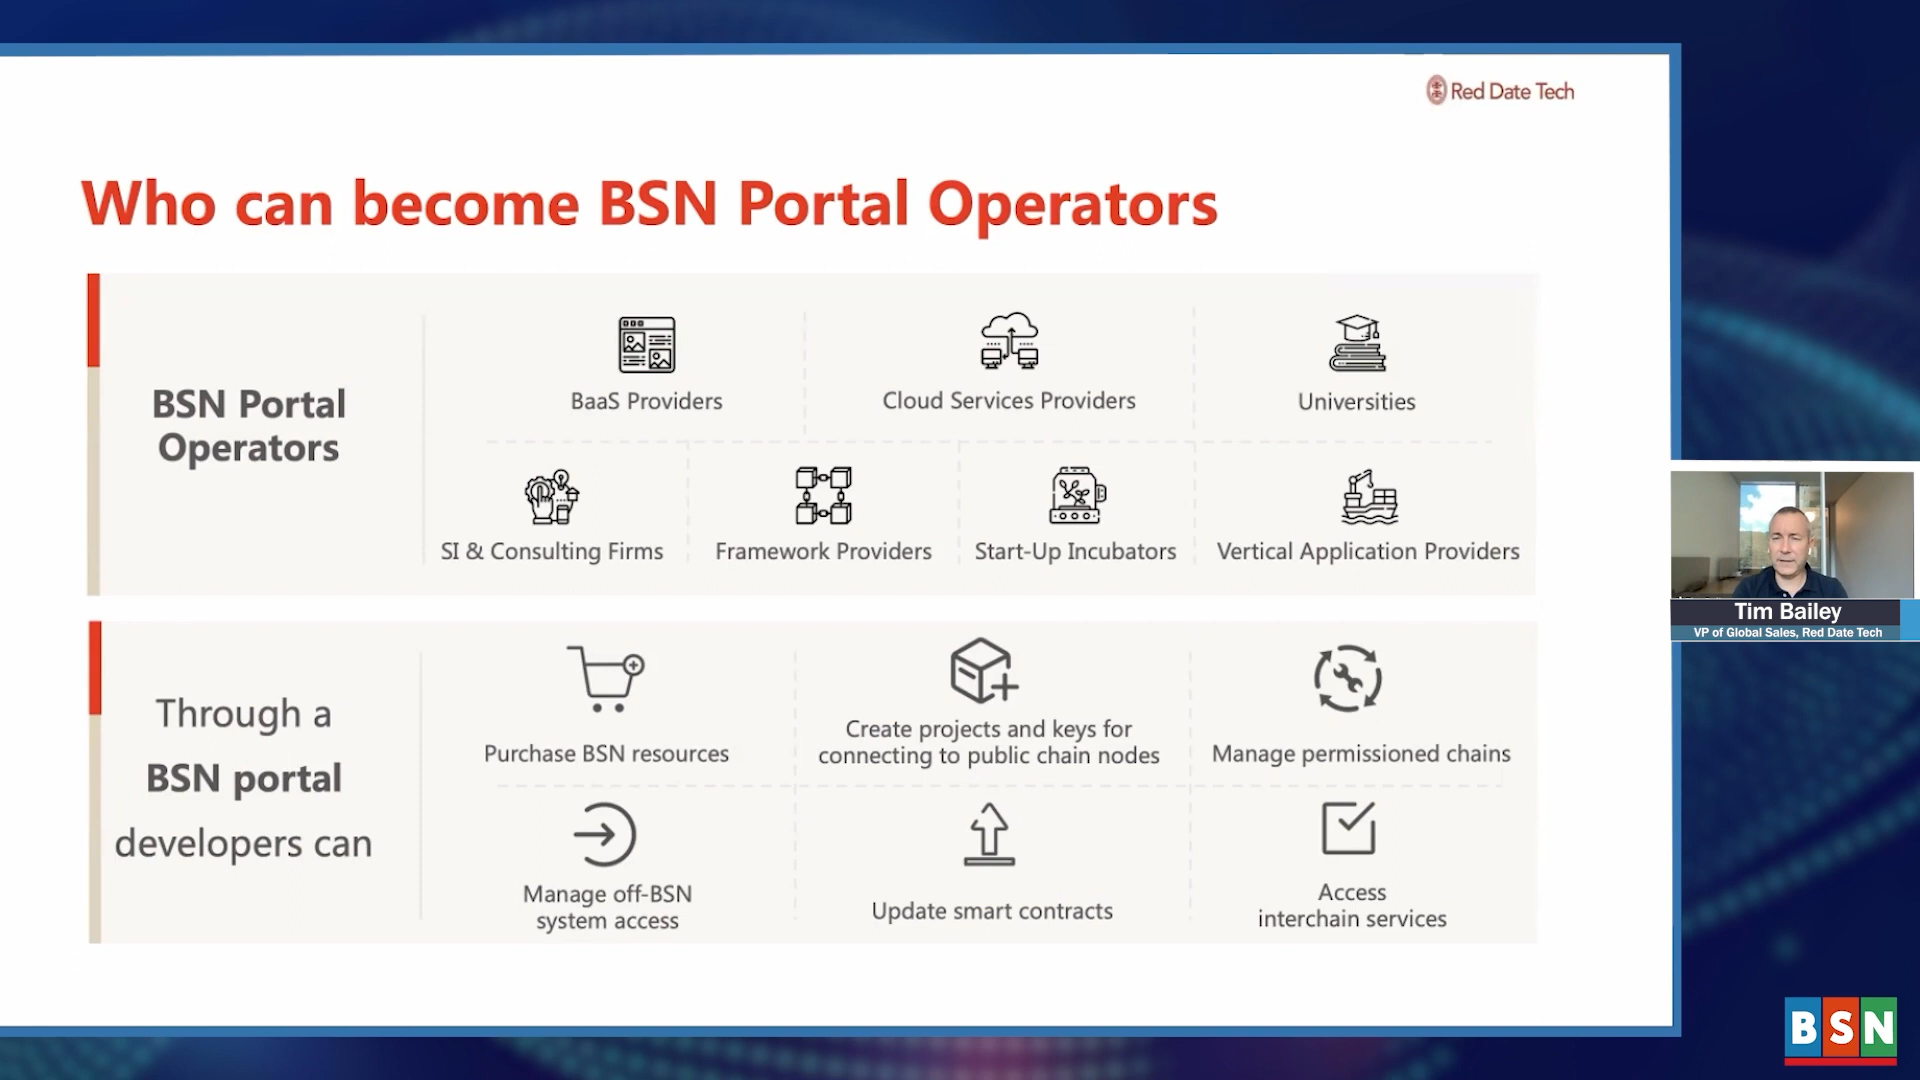 Red Date Tech
Who can become BSN Portal Operators
BSN Portal
Operators
BaaS Providers
Cloud Services Providers
Universities
SI & Consulting Firms
Framework Providers
Start-Up Incubators
Vertical Application Providers
Through a
BSN portal
developers can
Purchase BSN resources
Create projects and keys for
connecting to public chain nodes
Manage permissioned chains
Manage off-BSN
system access
Update smart contracts
Access
interchain services
Tim Bailey
VP of Global Sales, Red Date Tech
BSN